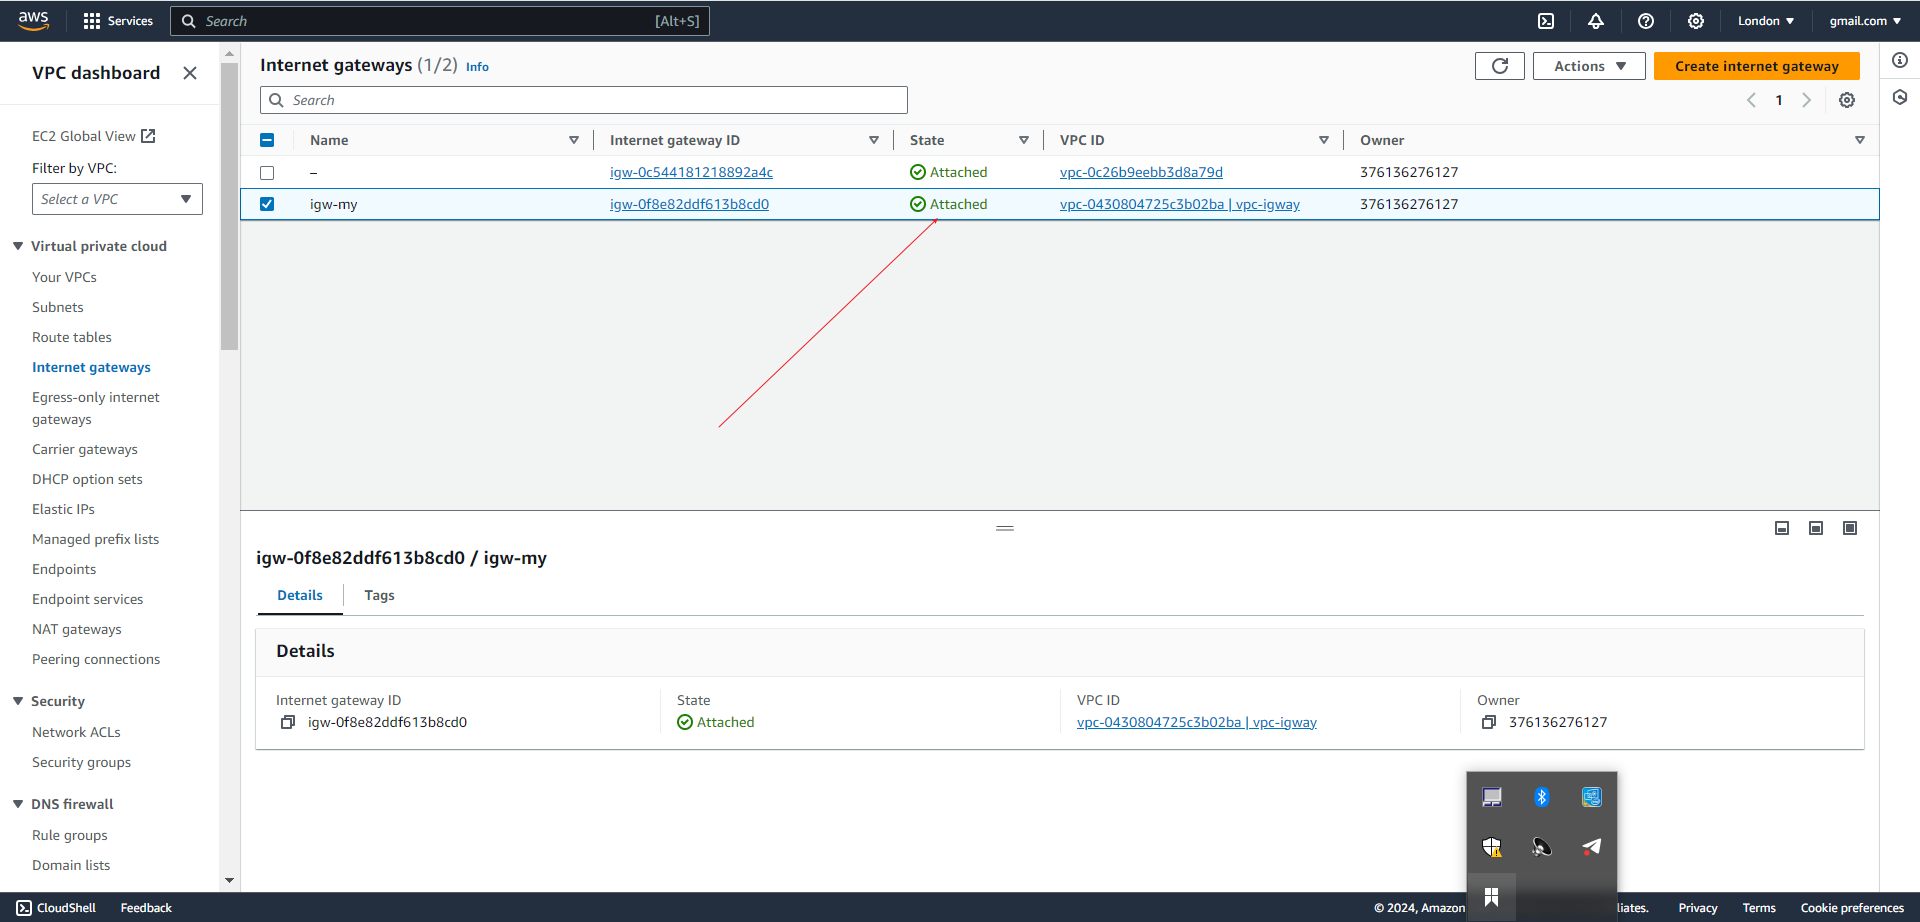 aws
Services
Search
[Alt+S]
London
gmail.com
VPC dashboard
EC2 Global View
Filter by VPC:
Select a VPC
Virtual private cloud
Your VPCs
Subnets
Route tables
Internet gateways
Egress-only internet
gateways
Carrier gateways
DHCP option sets
Elastic IPs
Managed prefix lists
Endpoints
Endpoint services
NAT gateways
Peering connections
Security
Network ACLs
Security groups
DNS firewall
Rule groups
Domain lists
Internet gateways (1/2) Info
Actions
Create internet gateway
Search
1
Name Internet gateway ID State VPC ID Owner
– igw-0c544181218892a4c Attached vpc-0c26b9eebb3d8a79d 376136276127
igw-my igw-0f8e82ddf613b8cd0 Attached vpc-0430804725c3b02ba | vpc-igway 376136276127
igw-0f8e82ddf613b8cd0 / igw-my
Details Tags
Details
Internet gateway ID State VPC ID Owner
igw-0f8e82ddf613b8cd0 Attached vpc-0430804725c3b02ba | vpc-igway 376136276127
CloudShell Feedback © 2024, Amazon liates. Privacy Terms Cookie preferences